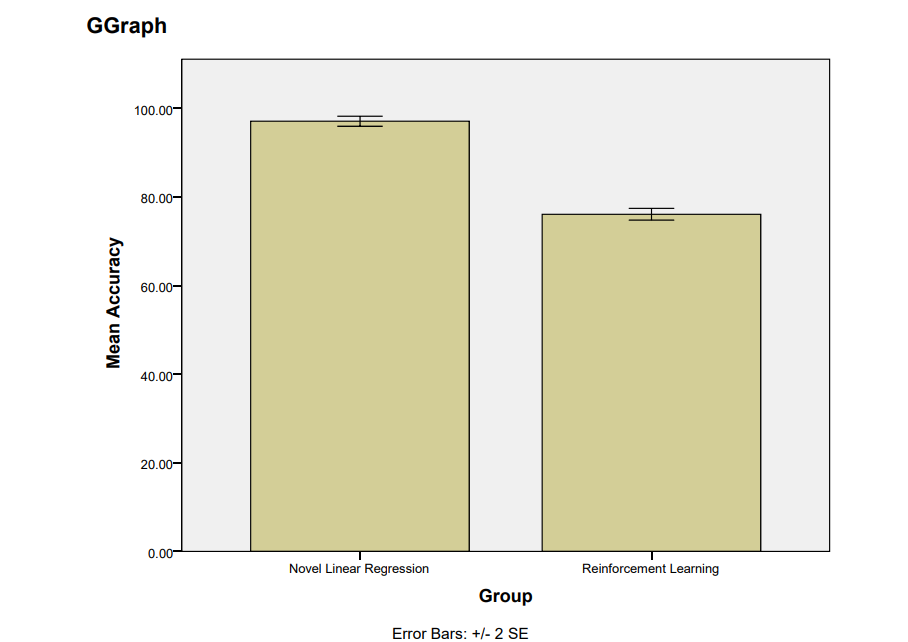 GGraph
100.00
80.00
60.00
40.00
20.00
0.00
Mean Accuracy
Novel Linear Regression
Reinforcement Learning
Group
Error Bars: +/- 2 SE